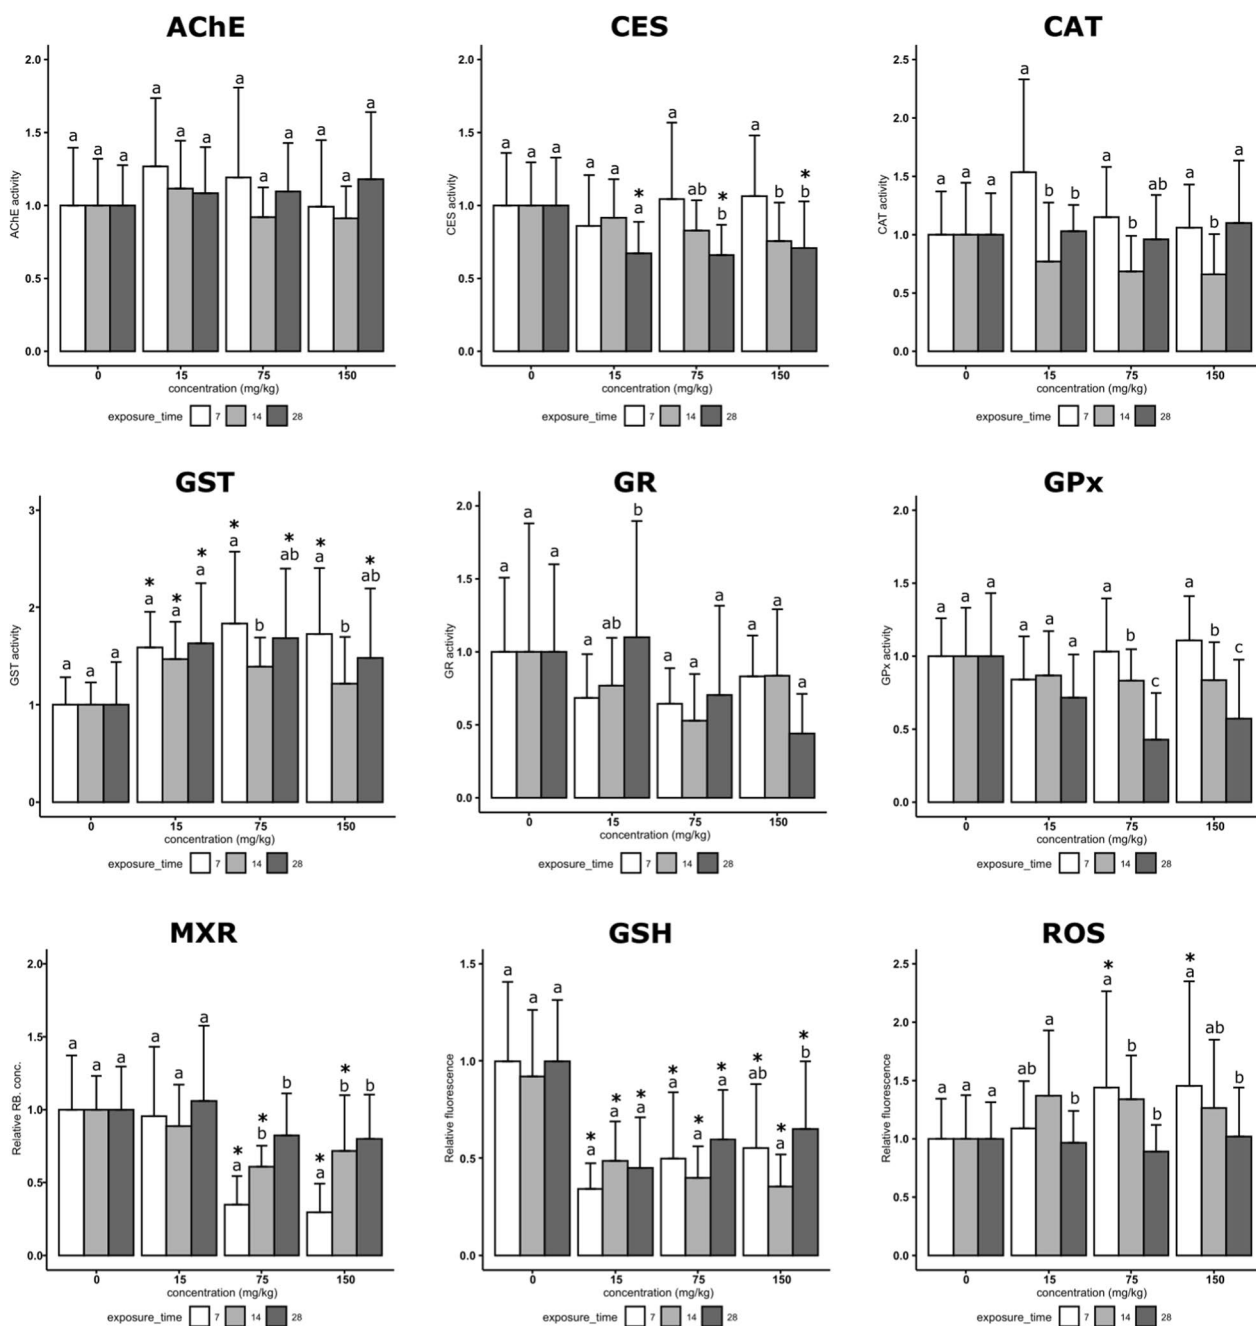 AChE
2.0
1.5
1.0
0.5
0.0
AChE activity
a a a a a a a a a a a a
0 15 75 150
concentration (mg/kg)
exposure_time 7 14 28
CES
2.0
1.5
1.0
0.5
0.0
CES activity
a a a a a * a a ab * b a b * b
0 15 75 150
concentration (mg/kg)
exposure_time 7 14 28
CAT
2.5
2.0
1.5
1.0
0.5
0.0
CAT activity
a a a a b b a b ab a b a
0 15 75 150
concentration (mg/kg)
exposure_time 7 14 28
GST
3
2
1
0
GST activity
a a a * a * a * a * a b * ab * a b * ab
0 15 75 150
concentration (mg/kg)
exposure_time 7 14 28
GR
2.0
1.5
1.0
0.5
0.0
GR activity
a a a a ab b a a a a a a
0 15 75 150
concentration (mg/kg)
exposure_time 7 14 28
GPx
2.0
1.5
1.0
0.5
0.0
GPx activity
a a a a a a a b c a b c
0 15 75 150
concentration (mg/kg)
exposure_time 7 14 28
MXR
2.0
1.5
1.0
0.5
0.0
Relative RB. conc.
a a a a a a * a * b b * a * b b
0 15 75 150
concentration (mg/kg)
exposure_time 7 14 28
GSH
1.5
1.0
0.5
0.0
Relative fluorescence
a a a * a * a * a * a * a * a * ab * a * b
0 15 75 150
concentration (mg/kg)
exposure_time 7 14 28
ROS
2.5
2.0
1.5
1.0
0.5
0.0
Relative fluorescence
a a a ab a b * a b b * a ab b
0 15 75 150
concentration (mg/kg)
exposure_time 7 14 28